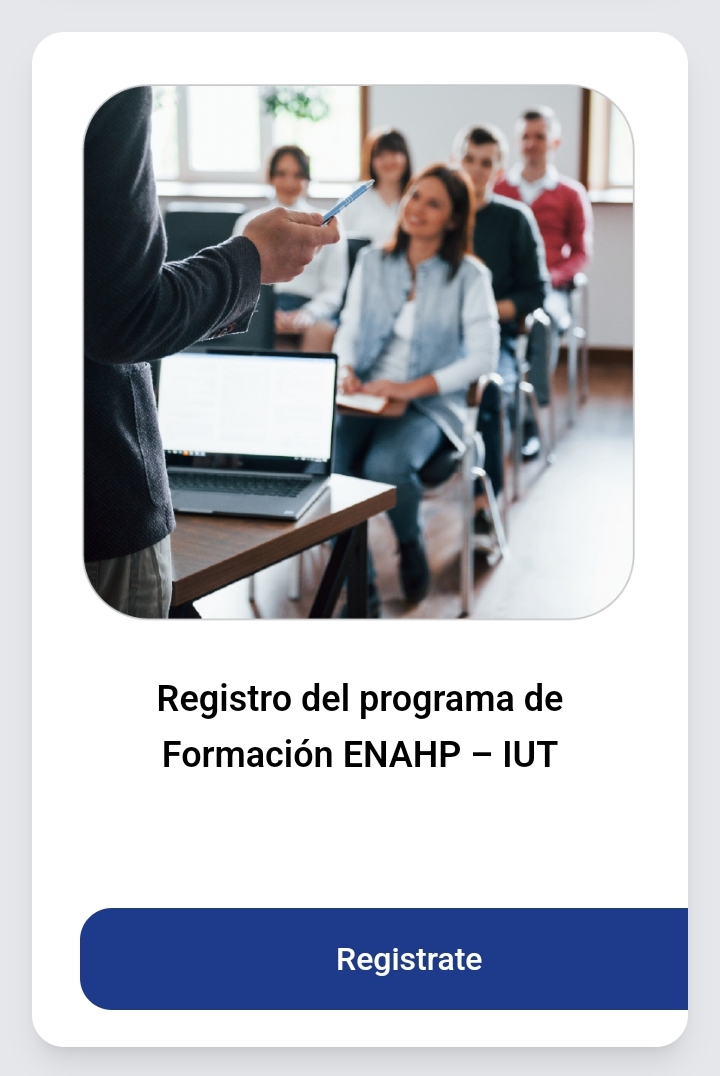 Registro del programa de
Formación ENAHP – IUT
Registrate